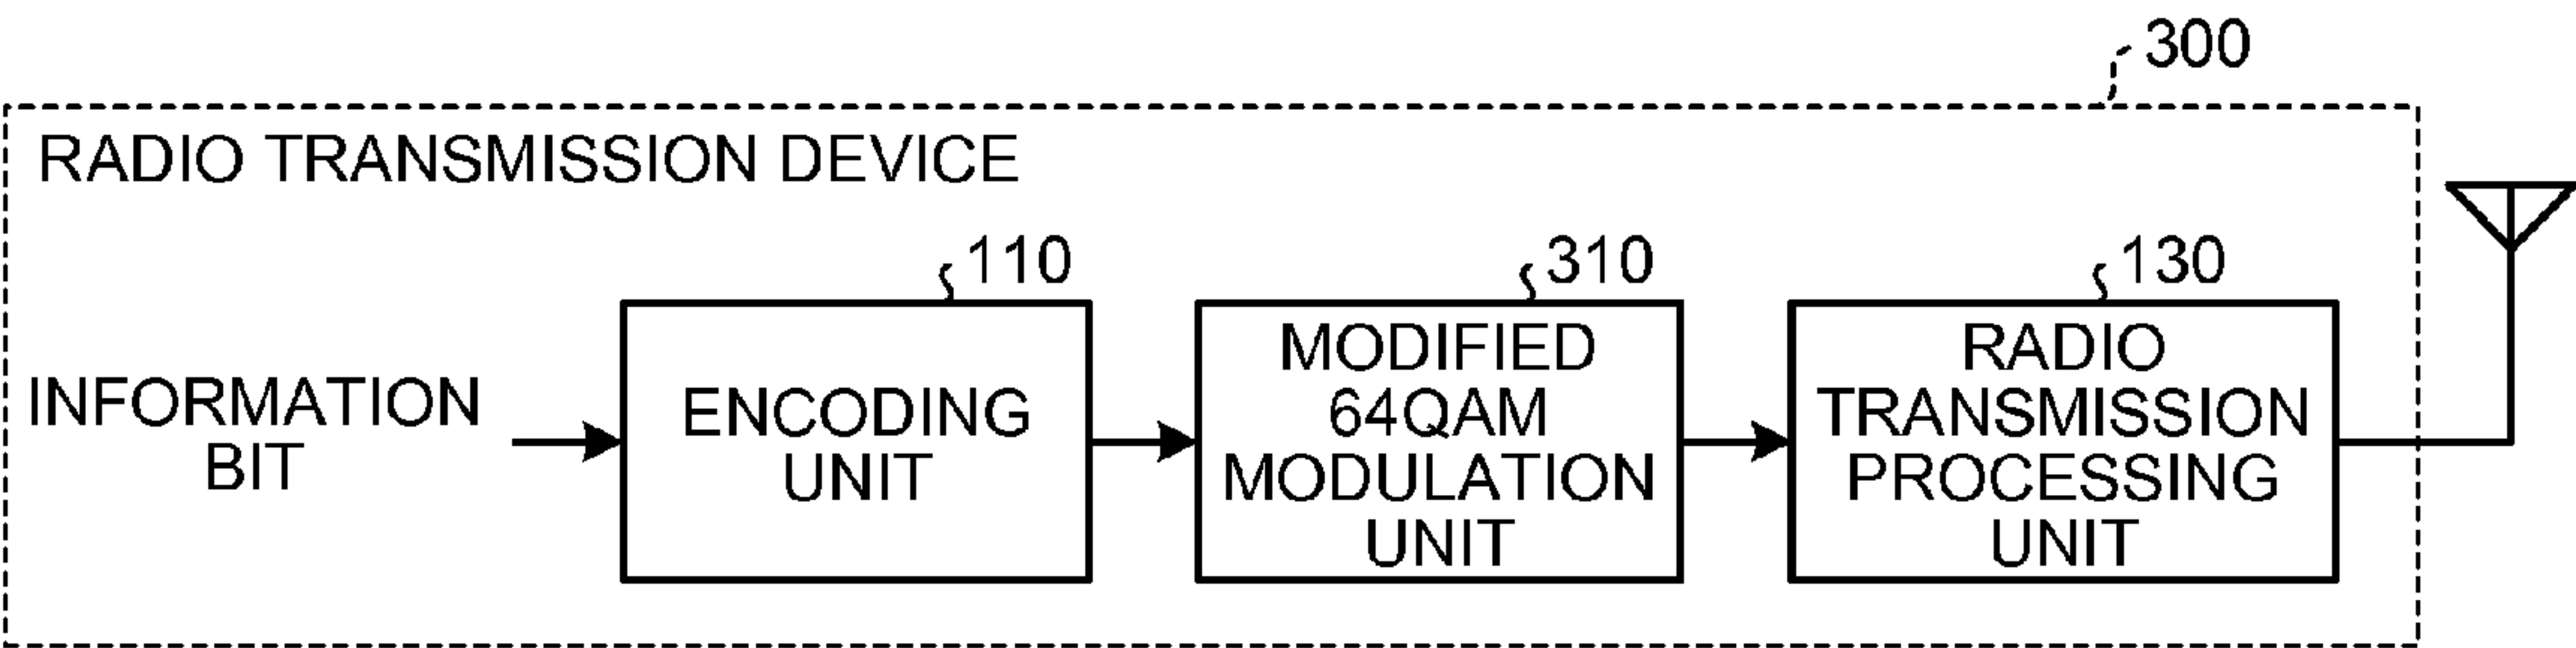 300
RADIO TRANSMISSION DEVICE
110
310
130
INFORMATION
BIT
ENCODING
UNIT
MODIFIED
64QAM
MODULATION
UNIT
RADIO
TRANSMISSION
PROCESSING
UNIT